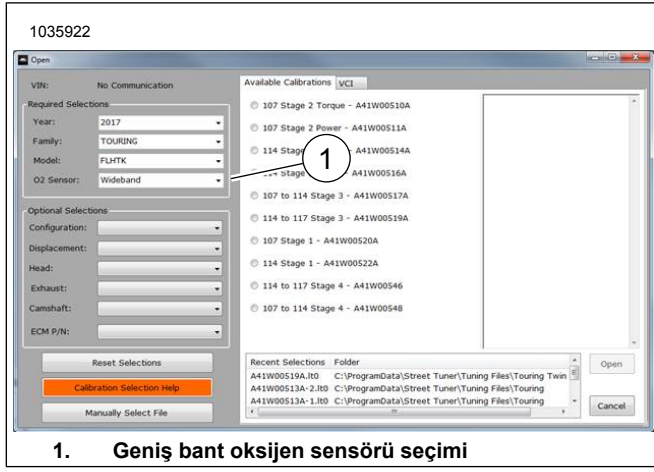 1035922
Open
VIN: No Communication
Required Selections
Year: 2017
Family: TOURING
Model: FLHTK
O2 Sensor: Wideband
Optional Selections
Configuration:
Displacement:
Head:
Exhaust:
Camshaft:
ECM P/N:
Reset Selections
Calibration Selection Help
Manually Select File
Available Calibrations VCI
107 Stage 2 Torque - A41W00510A
107 Stage 2 Power - A41W00511A
114 Stage - A41W00514A
114 Stage A41W00516A
107 to 114 Stage 3 - A41W00517A
114 to 117 Stage 3 - A41W00519A
107 Stage 1 - A41W00520A
114 Stage 1 - A41W00522A
114 to 117 Stage 4 - A41W00546
107 to 114 Stage 4 - A41W00548
1
Recent Selections Folder
A41W00519A.lt0 C:\ProgramData\Street Tuner\Tuning Files\Touring Twin
A41W00513A-2.lt0 C:\ProgramData\Street Tuner\Tuning Files\Touring
A41W00513A-1.lt0 C:\ProgramData\Street Tuner\Tuning Files\Touring
Open
Cancel
1. Geniş bant oksijen sensörü seçimi